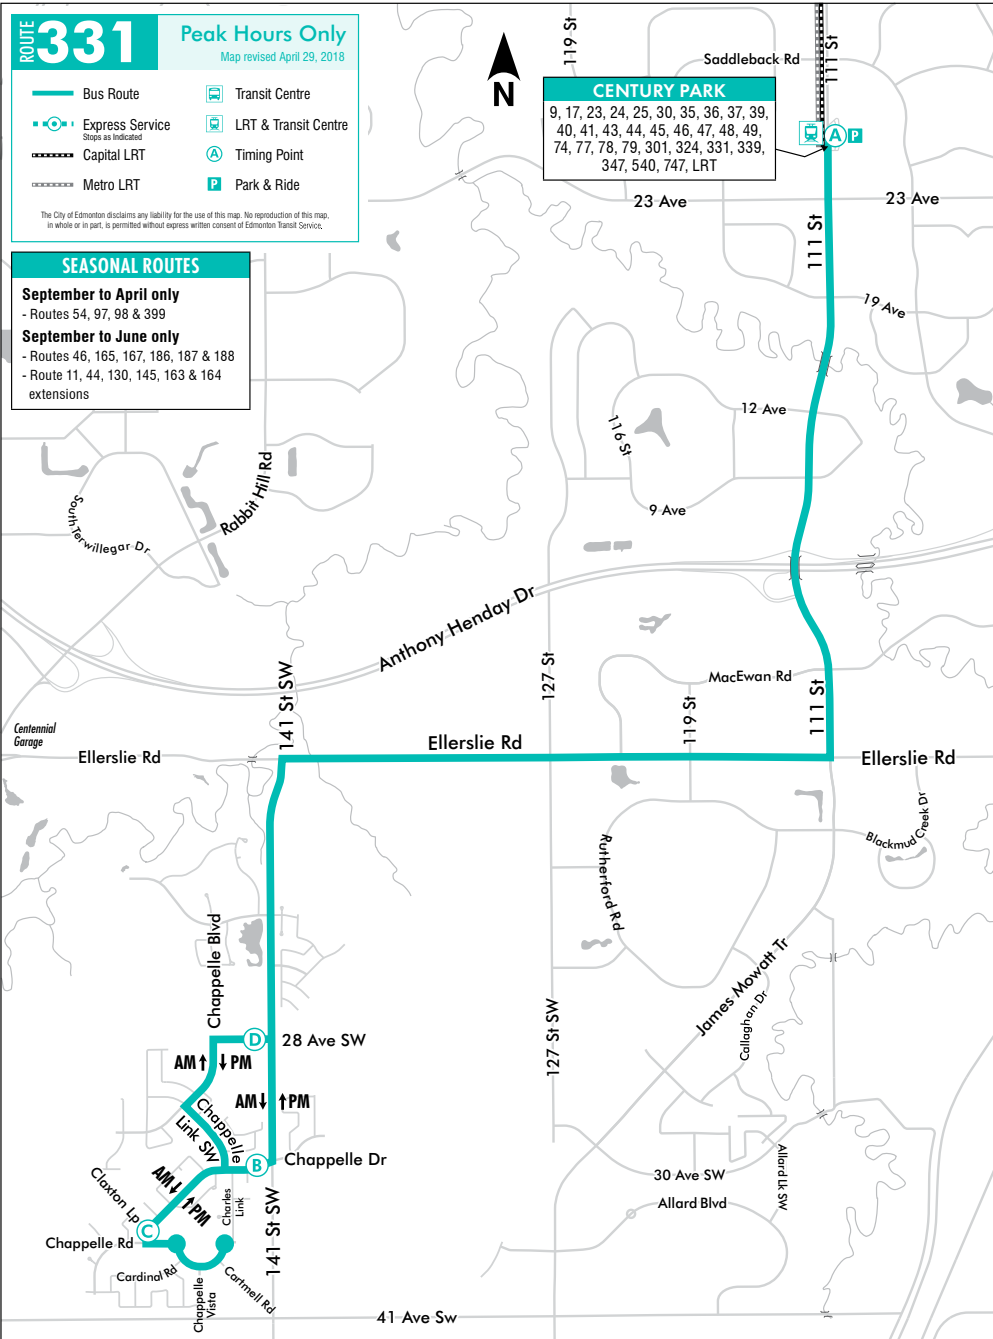 ROUTE 331
Peak Hours Only
Map revised April 29, 2018
Bus Route
Express Service
Stops as Indicated
Capital LRT
Metro LRT
Transit Centre
LRT & Transit Centre
A Timing Point
P Park & Ride
The City of Edmonton disclaims any liability for the use of this map. No reproduction of this map,
in whole or in part, is permitted without express written consent of Edmonton Transit Service.
SEASONAL ROUTES
September to April only
- Routes 54, 97, 98 & 399
September to June only
- Routes 46, 165, 167, 186, 187 & 188
- Route 11, 44, 130, 145, 163 & 164
extensions
N
119 St
Saddleback Rd
111 St
CENTURY PARK
9, 17, 23, 24, 25, 30, 35, 36, 37, 39,
40, 41, 43, 44, 45, 46, 47, 48, 49,
74, 77, 78, 79, 301, 324, 331, 339,
347, 540, 747, LRT
A P
23 Ave
23 Ave
111 St
19 Ave
12 Ave
116 St
9 Ave
Rabbit Hill Rd
South Terwillegar Dr
Anthony Henday Dr
127 St
MacEwan Rd
119 St
111 St
141 St SW
Centennial
Garage
Ellerslie Rd
Ellerslie Rd
Ellerslie Rd
Blackmud Creek Dr
Rutherford Rd
Chappelle Blvd
James Mowatt Tr
Callaghan Dr
127 St SW
D
28 Ave SW
AM PM
AM PM
Chappelle
Link SW
B
Chappelle Dr
AM
PM
Claxton Lp
C
Charles
Link
141 St SW
30 Ave SW
Allard Lk SW
Allard Blvd
Chappelle Rd
Cardinal Rd
Chappelle
Vista
Cartmell Rd
41 Ave Sw